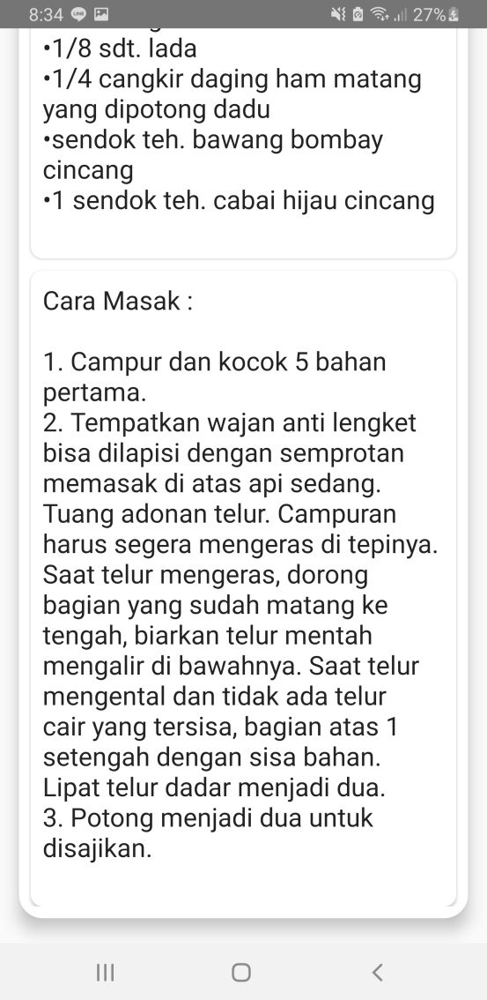 8:34 27%
•1/8 sdt. lada
•1/4 cangkir daging ham matang
yang dipotong dadu
•sendok teh. bawang bombay
cincang
•1 sendok teh. cabai hijau cincang
Cara Masak :
1. Campur dan kocok 5 bahan
pertama.
2. Tempatkan wajan anti lengket
bisa dilapisi dengan semprotan
memasak di atas api sedang.
Tuang adonan telur. Campuran
harus segera mengeras di tepinya.
Saat telur mengeras, dorong
bagian yang sudah matang ke
tengah, biarkan telur mentah
mengalir di bawahnya. Saat telur
mengental dan tidak ada telur
cair yang tersisa, bagian atas 1
setengah dengan sisa bahan.
Lipat telur dadar menjadi dua.
3. Potong menjadi dua untuk
disajikan.